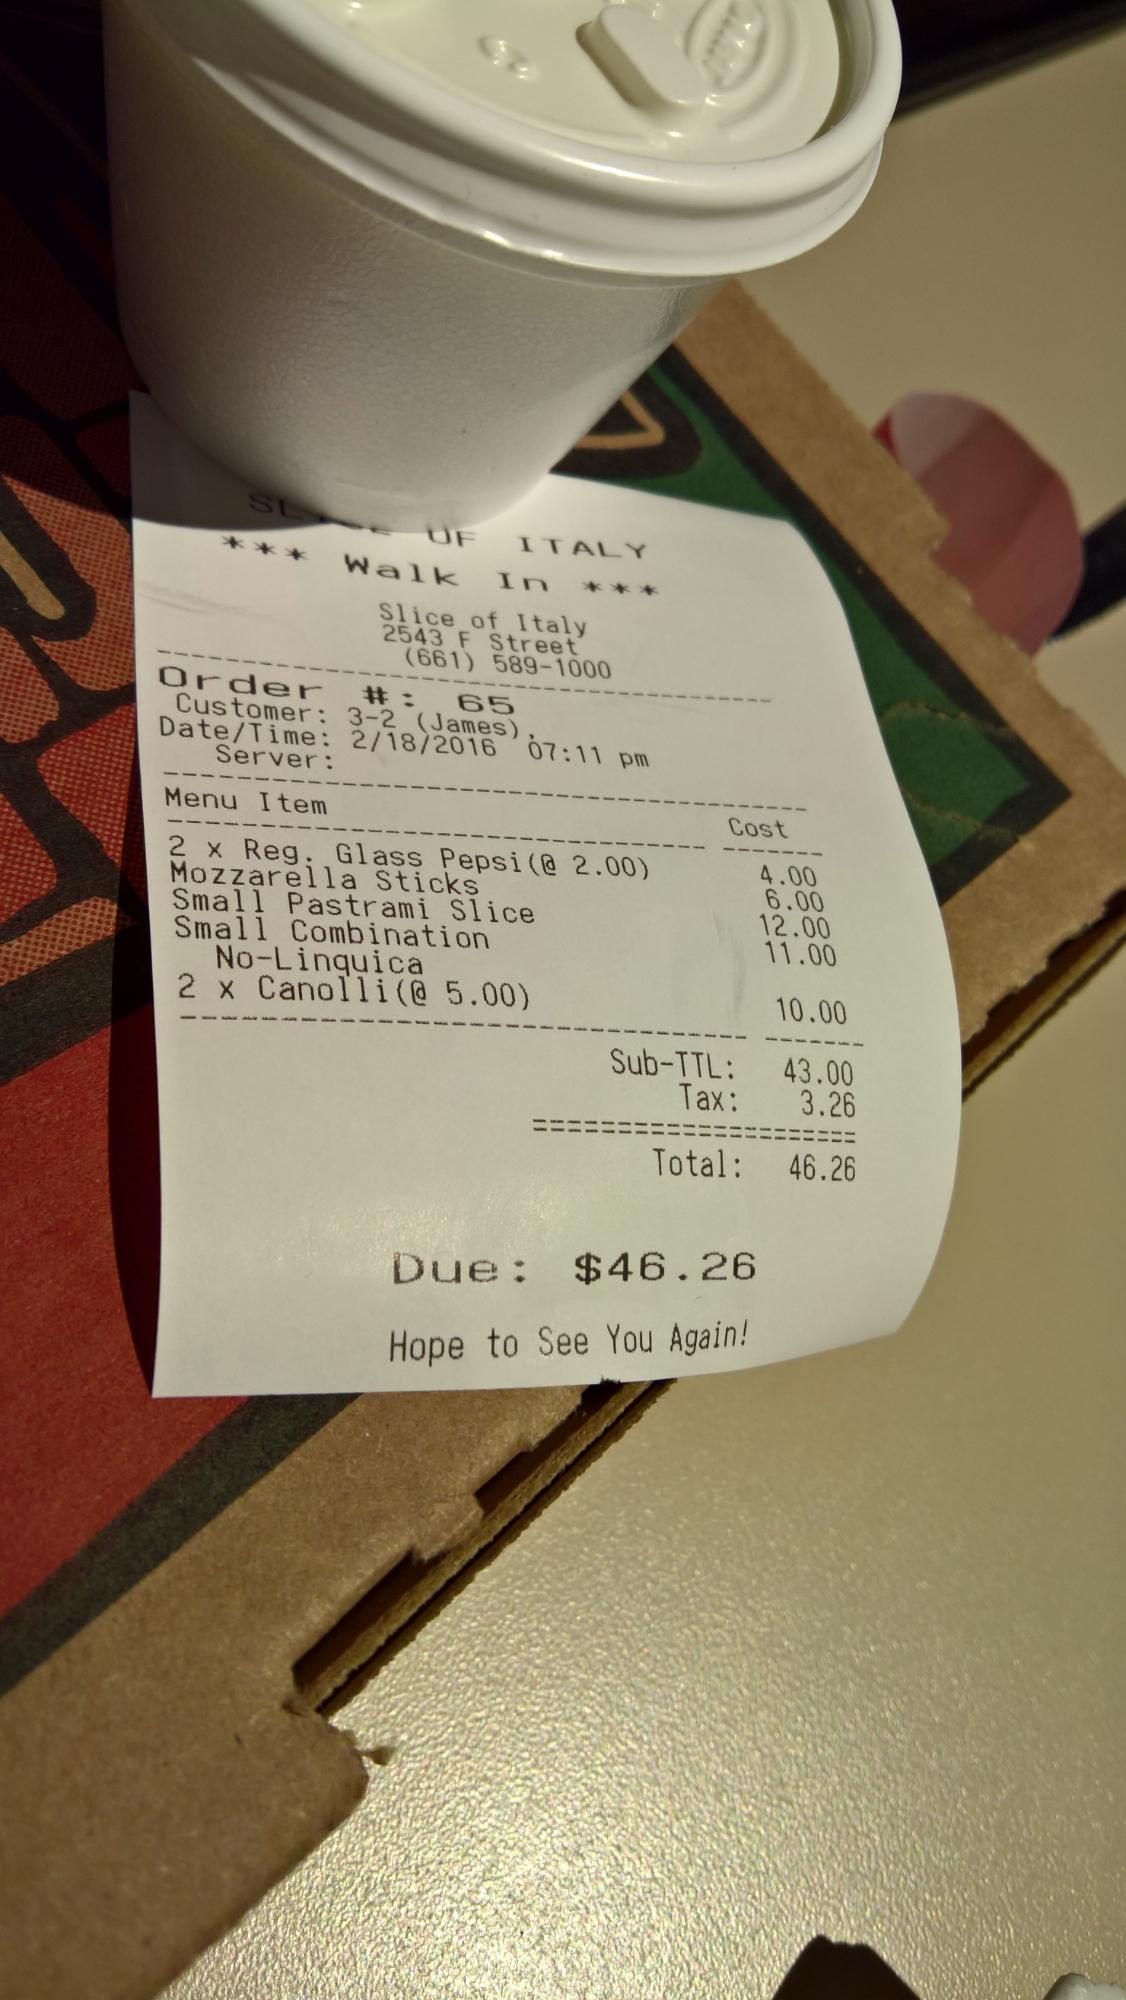 SLICE OF ITALY
*** Walk In ***
Slice of Italy
2543 F Street
(661) 589-1000
Order #: 65
Customer: 3-2 (James),
Date/Time: 2/18/2016 07:11 pm
Server:
Menu Item Cost
2 x Reg. Glass Pepsi(@ 2.00) 4.00
Mozzarella Sticks 6.00
Small Pastrami Slice 12.00
Small Combination 11.00
No-Linquica
2 x Canolli(@ 5.00) 10.00
Sub-TTL: 43.00
Tax: 3.26
Total: 46.26
Due: $46.26
Hope to See You Again!